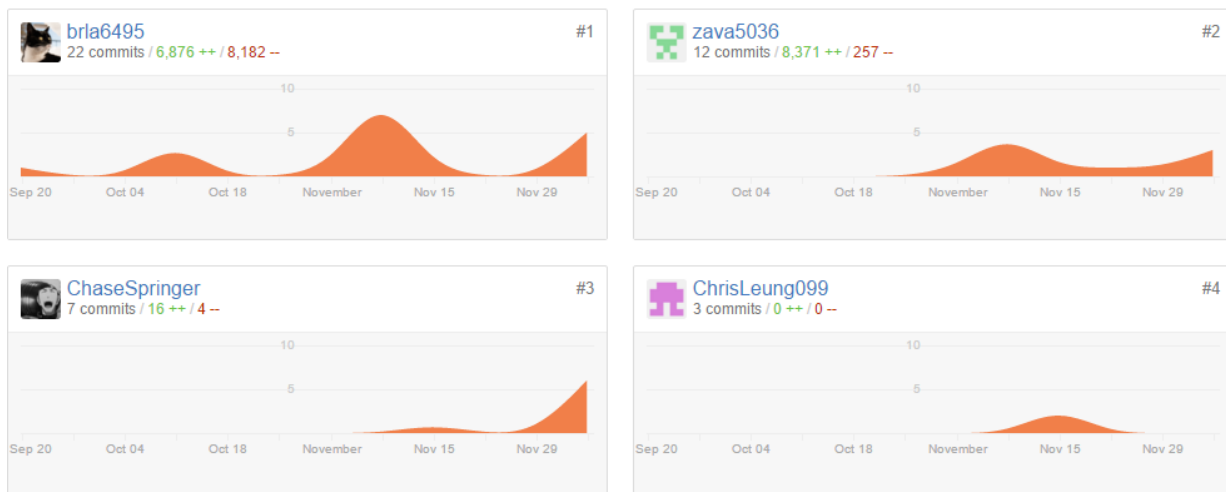 brla6495 #1
22 commits / 6,876 ++ / 8,182 --
10
5
Sep 20 Oct 04 Oct 18 November Nov 15 Nov 29
zava5036 #2
12 commits / 8,371 ++ / 257 --
10
5
Sep 20 Oct 04 Oct 18 November Nov 15 Nov 29
ChaseSpringer #3
7 commits / 16 ++ / 4 --
10
5
Sep 20 Oct 04 Oct 18 November Nov 15 Nov 29
ChrisLeung099 #4
3 commits / 0 ++ / 0 --
10
5
Sep 20 Oct 04 Oct 18 November Nov 15 Nov 29